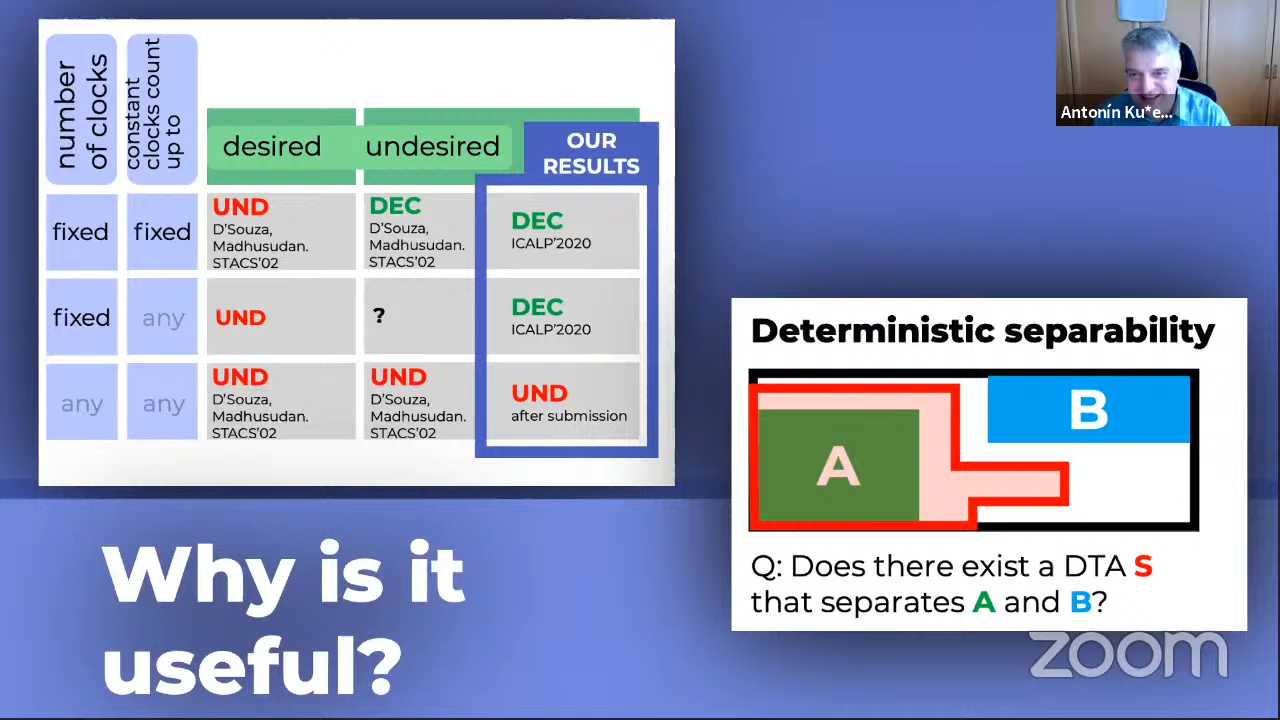 number
of clocks
constant
clocks count
up to
desired
undesired
OUR
RESULTS
fixed
fixed
UND
D'Souza,
Madhusudan.
STACS'02
DEC
D'Souza,
Madhusudan.
STACS'02
DEC
ICALP'2020
fixed
any
UND
?
DEC
ICALP'2020
any
any
UND
D'Souza,
Madhusudan.
STACS'02
UND
D'Souza,
Madhusudan.
STACS'02
UND
after submission
Why is it
useful?
Antonín Ku*e...
Deterministic separability
A
B
Q: Does there exist a DTA S
that separates A and B?
zoom